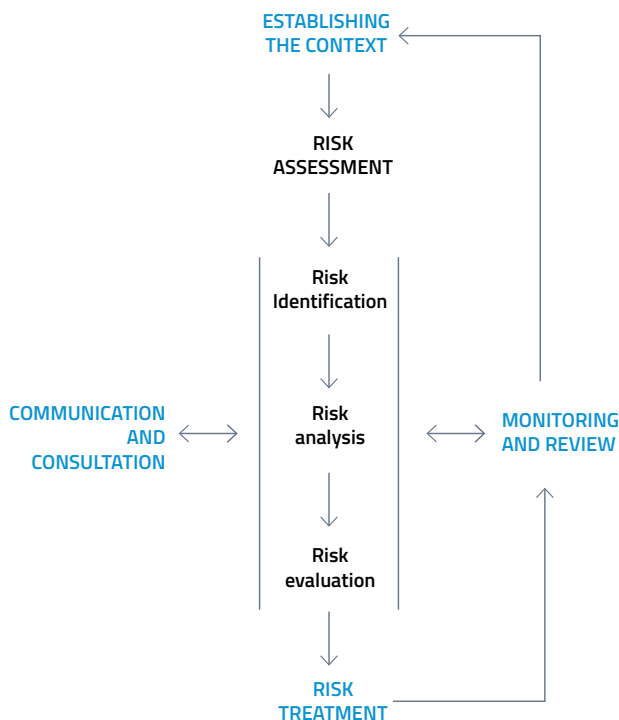 ESTABLISHING
THE CONTEXT
RISK
ASSESSMENT
Risk
Identification
COMMUNICATION
AND
CONSULTATION
Risk
analysis
MONITORING
AND REVIEW
Risk
evaluation
RISK
TREATMENT